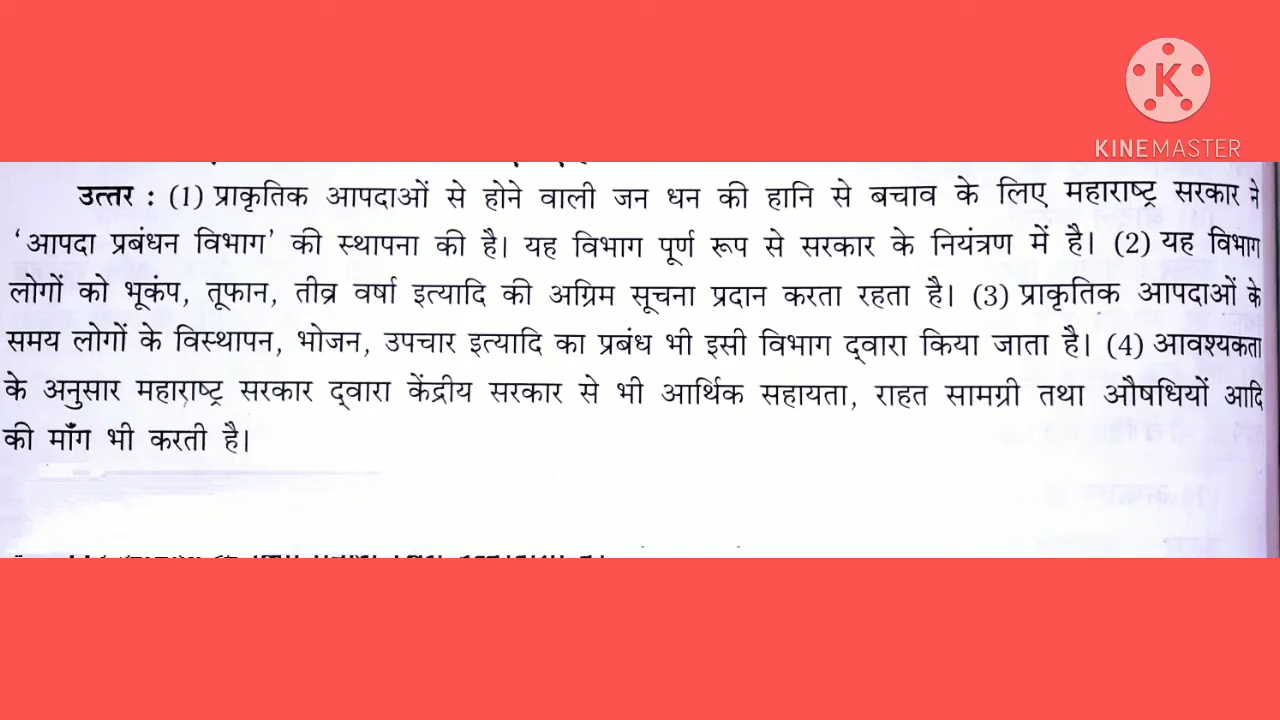 KINEMASTER
उत्तर : (1) प्राकृतिक आपदाओं से होने वाली जन धन की हानि से बचाव के लिए महाराष्ट्र सरकार ने
‘आपदा प्रबंधन विभाग’ की स्थापना की है। यह विभाग पूर्ण रूप से सरकार के नियंत्रण में है। (2) यह विभाग
लोगों को भूकंप, तूफान, तीव्र वर्षा इत्यादि की अग्रिम सूचना प्रदान करता रहता है। (3) प्राकृतिक आपदाओं के
समय लोगों के विस्थापन, भोजन, उपचार इत्यादि का प्रबंध भी इसी विभाग द्‌वारा किया जाता है। (4) आवश्यकता
के अनुसार महाराष्ट्र सरकार द्‌वारा केंद्रीय सरकार से भी आर्थिक सहायता, राहत सामग्री तथा औषधियों आदि
की माँग भी करती है।